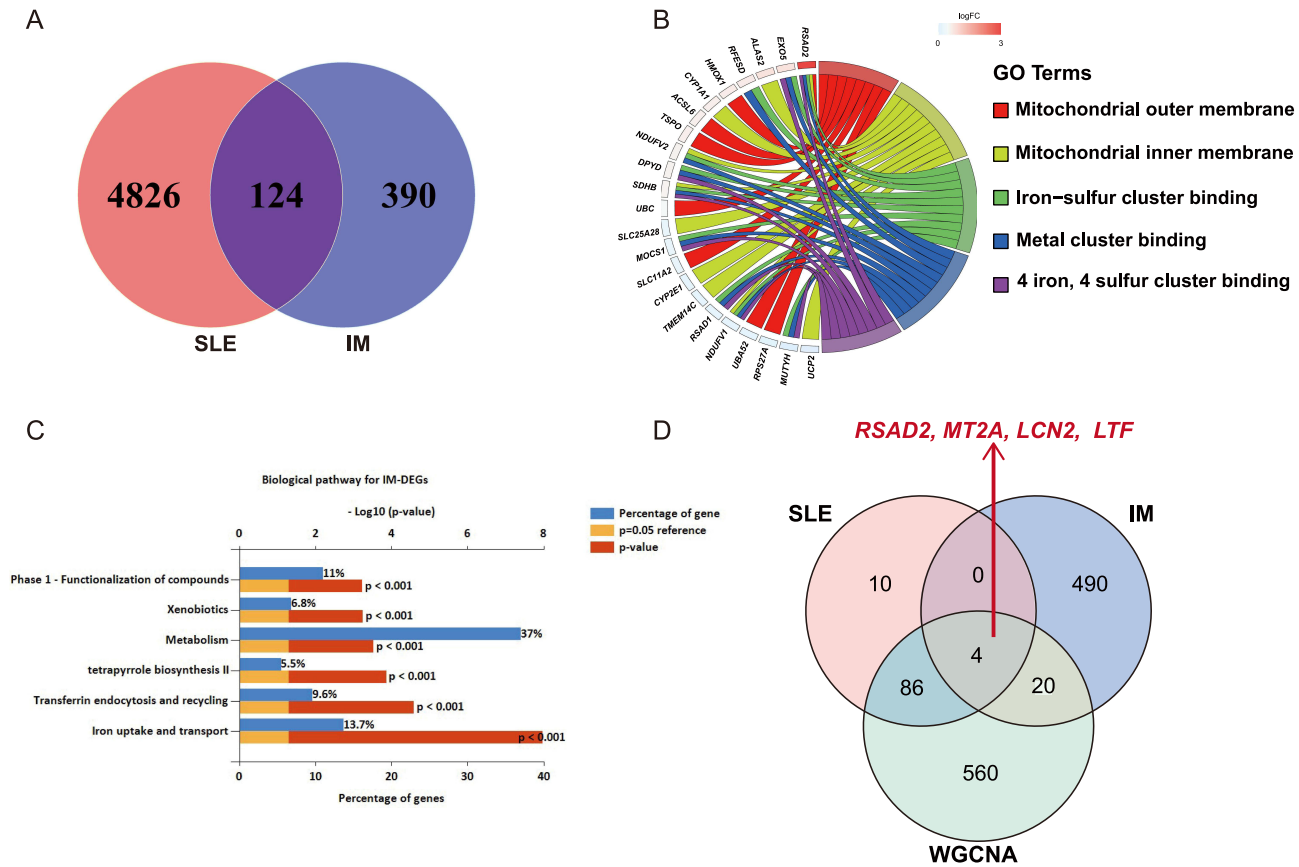 A
4826
124
390
SLE
IM
B
logFC
0
3
RSAD2
EXO5
ALAS2
RFESD
HMOX1
CYP1A1
ACSL6
TSPO
NDUFV2
DPYD
SDHB
UBC
SLC25A28
MOCS1
SLC11A2
CYP2E1
TMEM14C
RSAD1
NDUFV1
UBA52
RPS27A
MUTYH
UCP2
GO Terms
Mitochondrial outer membrane
Mitochondrial inner membrane
Iron−sulfur cluster binding
Metal cluster binding
4 iron, 4 sulfur cluster binding
C
Biological pathway for IM-DEGs
- Log10 (p-value)
0 2 4 6 8
Percentage of gene
p=0.05 reference
p-value
Phase 1 - Functionalization of compounds
11%
p < 0.001
Xenobiotics
6.8%
p < 0.001
Metabolism
37%
p < 0.001
tetrapyrrole biosynthesis II
5.5%
p < 0.001
Transferrin endocytosis and recycling
9.6%
p < 0.001
Iron uptake and transport
13.7%
p < 0.001
0 10 20 30 40
Percentage of genes
D
RSAD2, MT2A, LCN2, LTF
SLE
IM
10
0
490
4
86
20
560
WGCNA